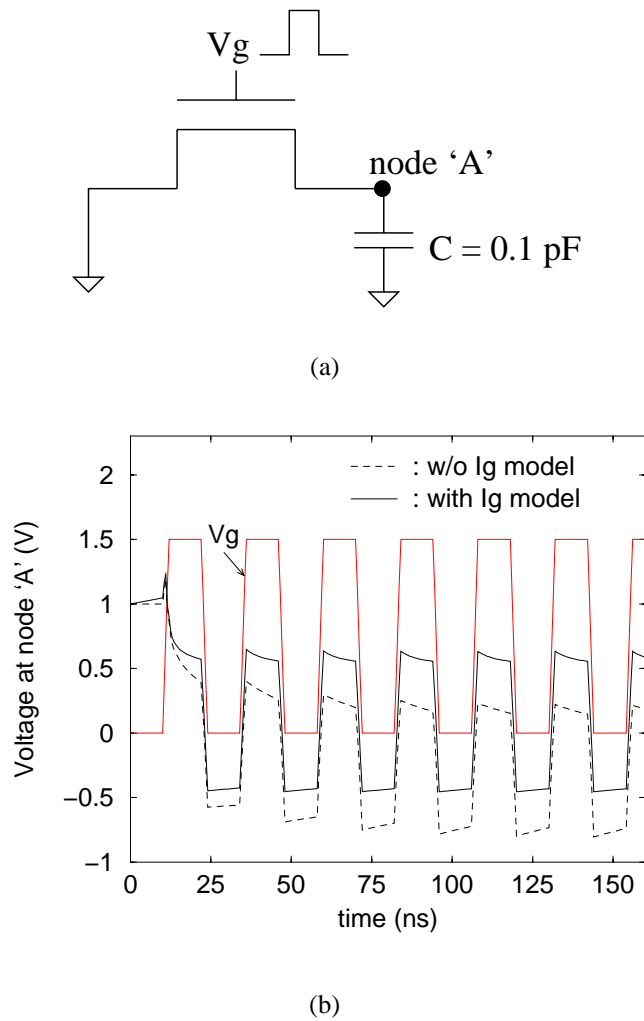 Vg
node ‘A’
C = 0.1 pF
(a)
Voltage at node ‘A’ (V)
2
1.5
1
0.5
0
−0.5
−1
: w/o Ig model
: with Ig model
Vg
0 25 50 75 100 125 150
time (ns)
(b)